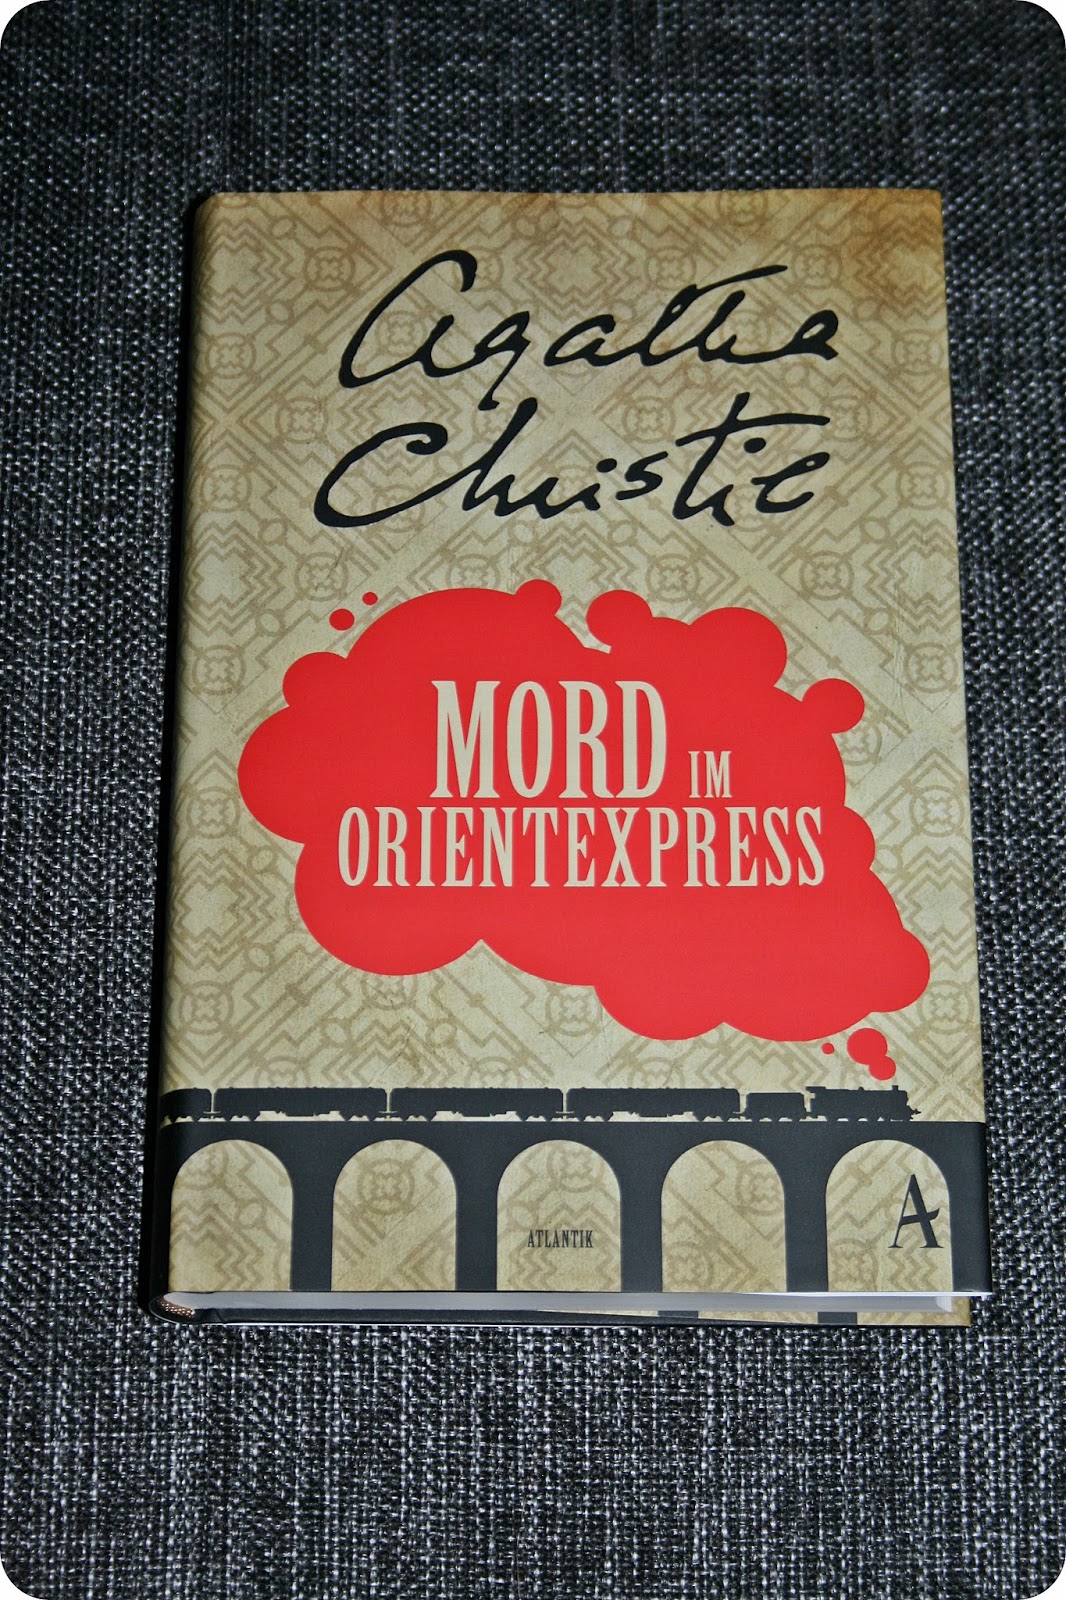 Agatha
Christie
MORD IM
ORIENTEXPRESS
ATLANTIK
A